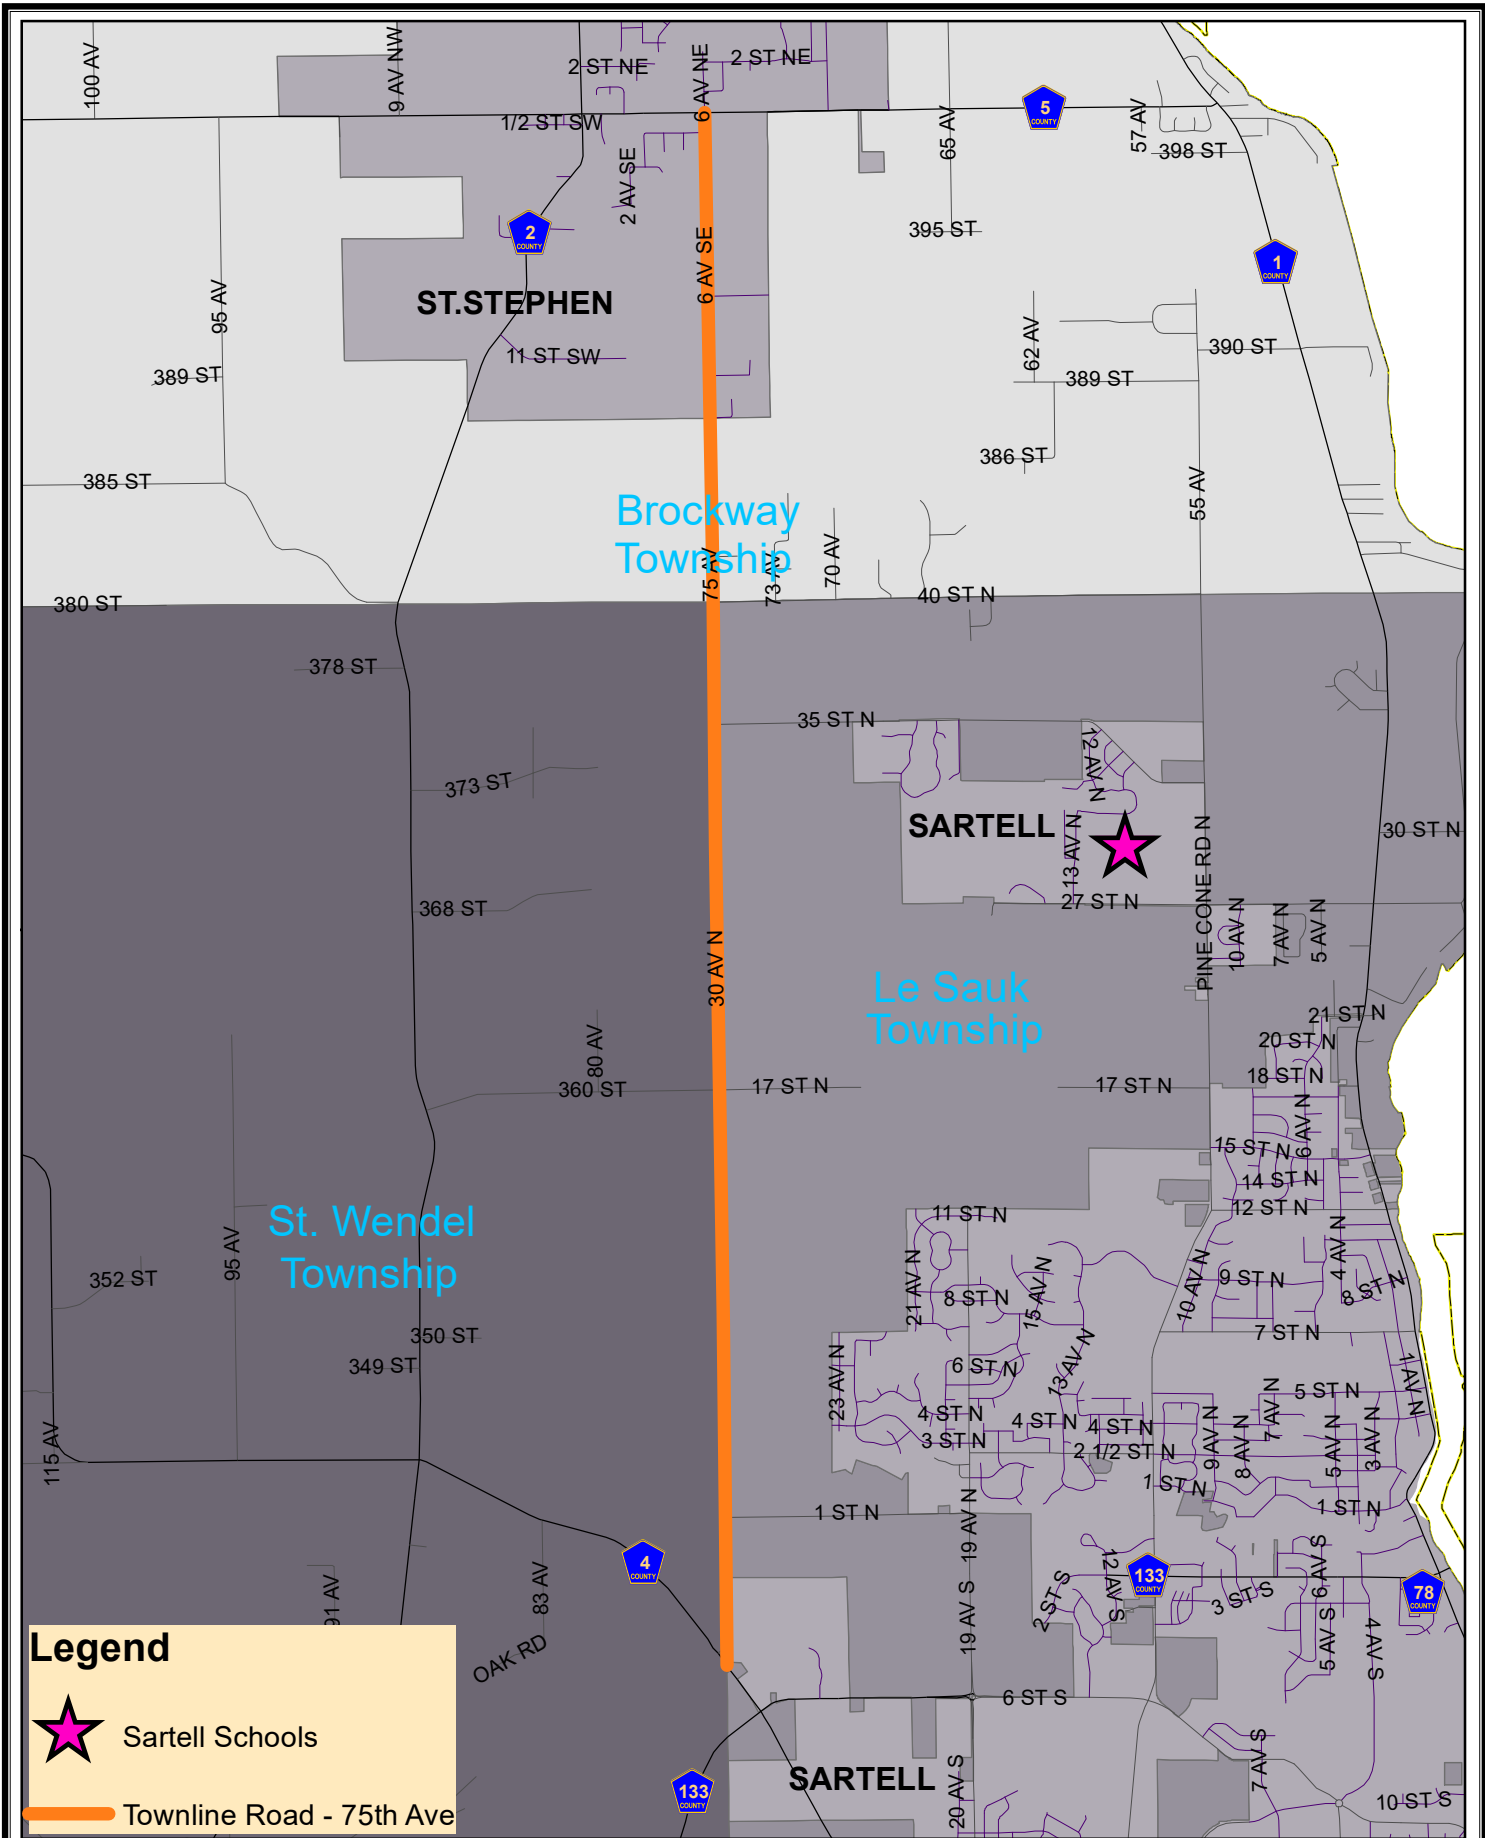 100 AV
9 AV NW
2 ST NE
6 AV NE
2 ST NE
5
COUNTY
1/2 ST SW
65 AV
57 AV
398 ST
2 AV SE
2
COUNTY
395 ST
6 AV SE
1
COUNTY
95 AV
ST.STEPHEN
62 AV
390 ST
11 ST SW
389 ST
389 ST
386 ST
385 ST
55 AV
Brockway
Township
75 AV
73 AV
70 AV
380 ST
40 ST N
378 ST
35 ST N
12 AV N
373 ST
SARTELL
13 AV N
PINE CONE RD N
30 ST N
368 ST
27 ST N
10 AV N
7 AV N
5 AV N
30 AV N
Le Sauk
Township
21 ST N
20 ST N
80 AV
18 ST N
360 ST
17 ST N
17 ST N
6 AV N
15 ST N
14 ST N
12 ST N
11 ST N
St. Wendel
Township
95 AV
4 AV N
352 ST
21 AV N
8 ST N
15 AV N
10 AV N
9 ST N
8 ST N
350 ST
7 ST N
349 ST
23 AV N
6 ST N
13 AV N
1 AV N
5 ST N
7 AV N
4 ST N
4 ST N
4 ST N
3 ST N
2 1/2 ST N
9 AV N
8 AV N
5 AV N
3 AV N
115 AV
1 ST N
1 ST N
1 ST N
19 AV N
4
COUNTY
83 AV
91 AV
2 ST S
12 AV S
133
COUNTY
3 ST S
6 AV S
78
COUNTY
19 AV S
5 AV S
4 AV S
OAK RD
6 ST S
Legend
Sartell Schools
Townline Road - 75th Ave
133
COUNTY
SARTELL
20 AV S
7 AV S
10 ST S